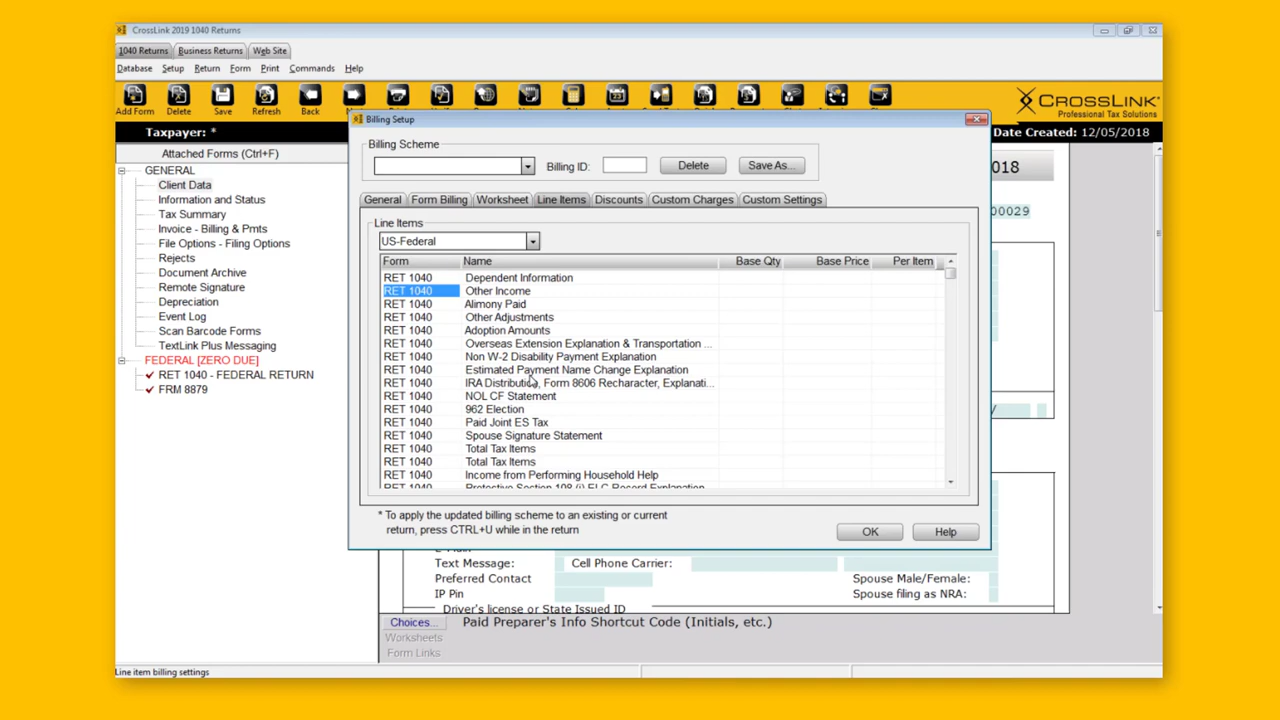 CrossLink 2019 1040 Returns
1040 Returns Business Returns Web Site
Database Setup Return Form Print Commands Help
Add Form Delete Save Refresh Back
CROSSLINK
Professional Tax Solutions
Taxpayer: *
Date Created: 12/05/2018
Attached Forms (Ctrl+F)
GENERAL
Client Data
Information and Status
Tax Summary
Invoice - Billing & Pmts
File Options - Filing Options
Rejects
Document Archive
Remote Signature
Depreciation
Event Log
Scan Barcode Forms
TextLink Plus Messaging
FEDERAL [ZERO DUE]
RET 1040 - FEDERAL RETURN
FRM 8879
Billing Setup
Billing Scheme
Billing ID: Delete Save As...
General Form Billing Worksheet Line Items Discounts Custom Charges Custom Settings
Line Items
US-Federal
Form Name Base Qty Base Price Per Item
RET 1040 Dependent Information
RET 1040 Other Income
RET 1040 Alimony Paid
RET 1040 Other Adjustments
RET 1040 Adoption Amounts
RET 1040 Overseas Extension Explanation & Transportation ...
RET 1040 Non W-2 Disability Payment Explanation
RET 1040 Estimated Payment Name Change Explanation
RET 1040 IRA Distribution, Form 8606 Recharacter, Explanati...
RET 1040 NOL CF Statement
RET 1040 962 Election
RET 1040 Paid Joint ES Tax
RET 1040 Spouse Signature Statement
RET 1040 Total Tax Items
RET 1040 Total Tax Items
RET 1040 Income from Performing Household Help
* To apply the updated billing scheme to an existing or current
return, press CTRL+U while in the return
OK Help
018
00029
Text Message: Cell Phone Carrier:
Preferred Contact Spouse Male/Female:
IP Pin Spouse filing as NRA:
Driver's license or State Issued ID
Choices... Paid Preparer's Info Shortcut Code (Initials, etc.)
Worksheets
Form Links
Line item billing settings